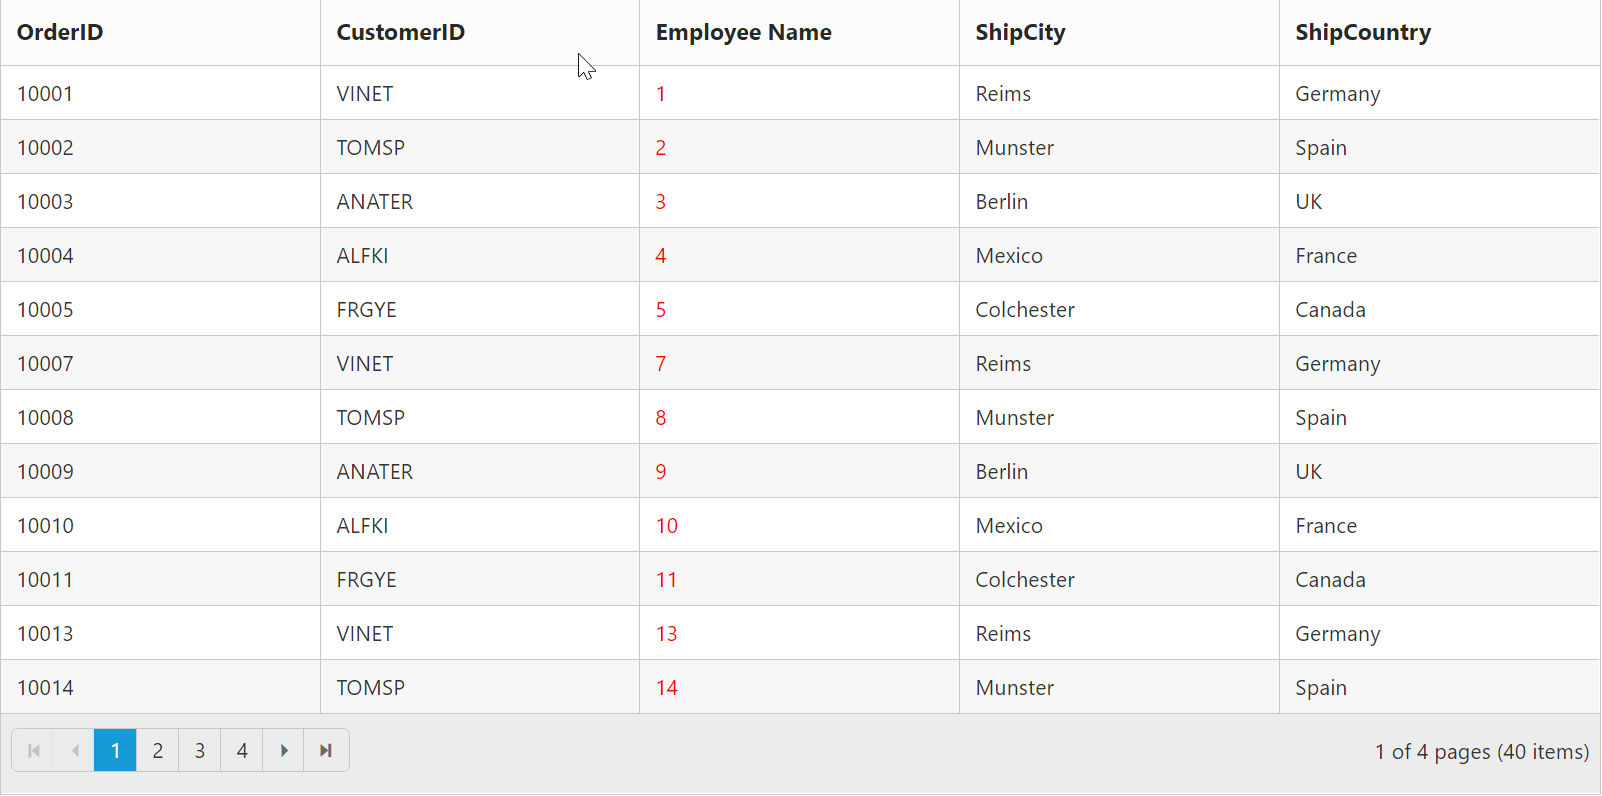 OrderID CustomerID Employee Name ShipCity ShipCountry
10001 VINET 1 Reims Germany
10002 TOMSP 2 Munster Spain
10003 ANATER 3 Berlin UK
10004 ALFKI 4 Mexico France
10005 FRGYE 5 Colchester Canada
10007 VINET 7 Reims Germany
10008 TOMSP 8 Munster Spain
10009 ANATER 9 Berlin UK
10010 ALFKI 10 Mexico France
10011 FRGYE 11 Colchester Canada
10013 VINET 13 Reims Germany
10014 TOMSP 14 Munster Spain
1 2 3 4 1 of 4 pages (40 items)